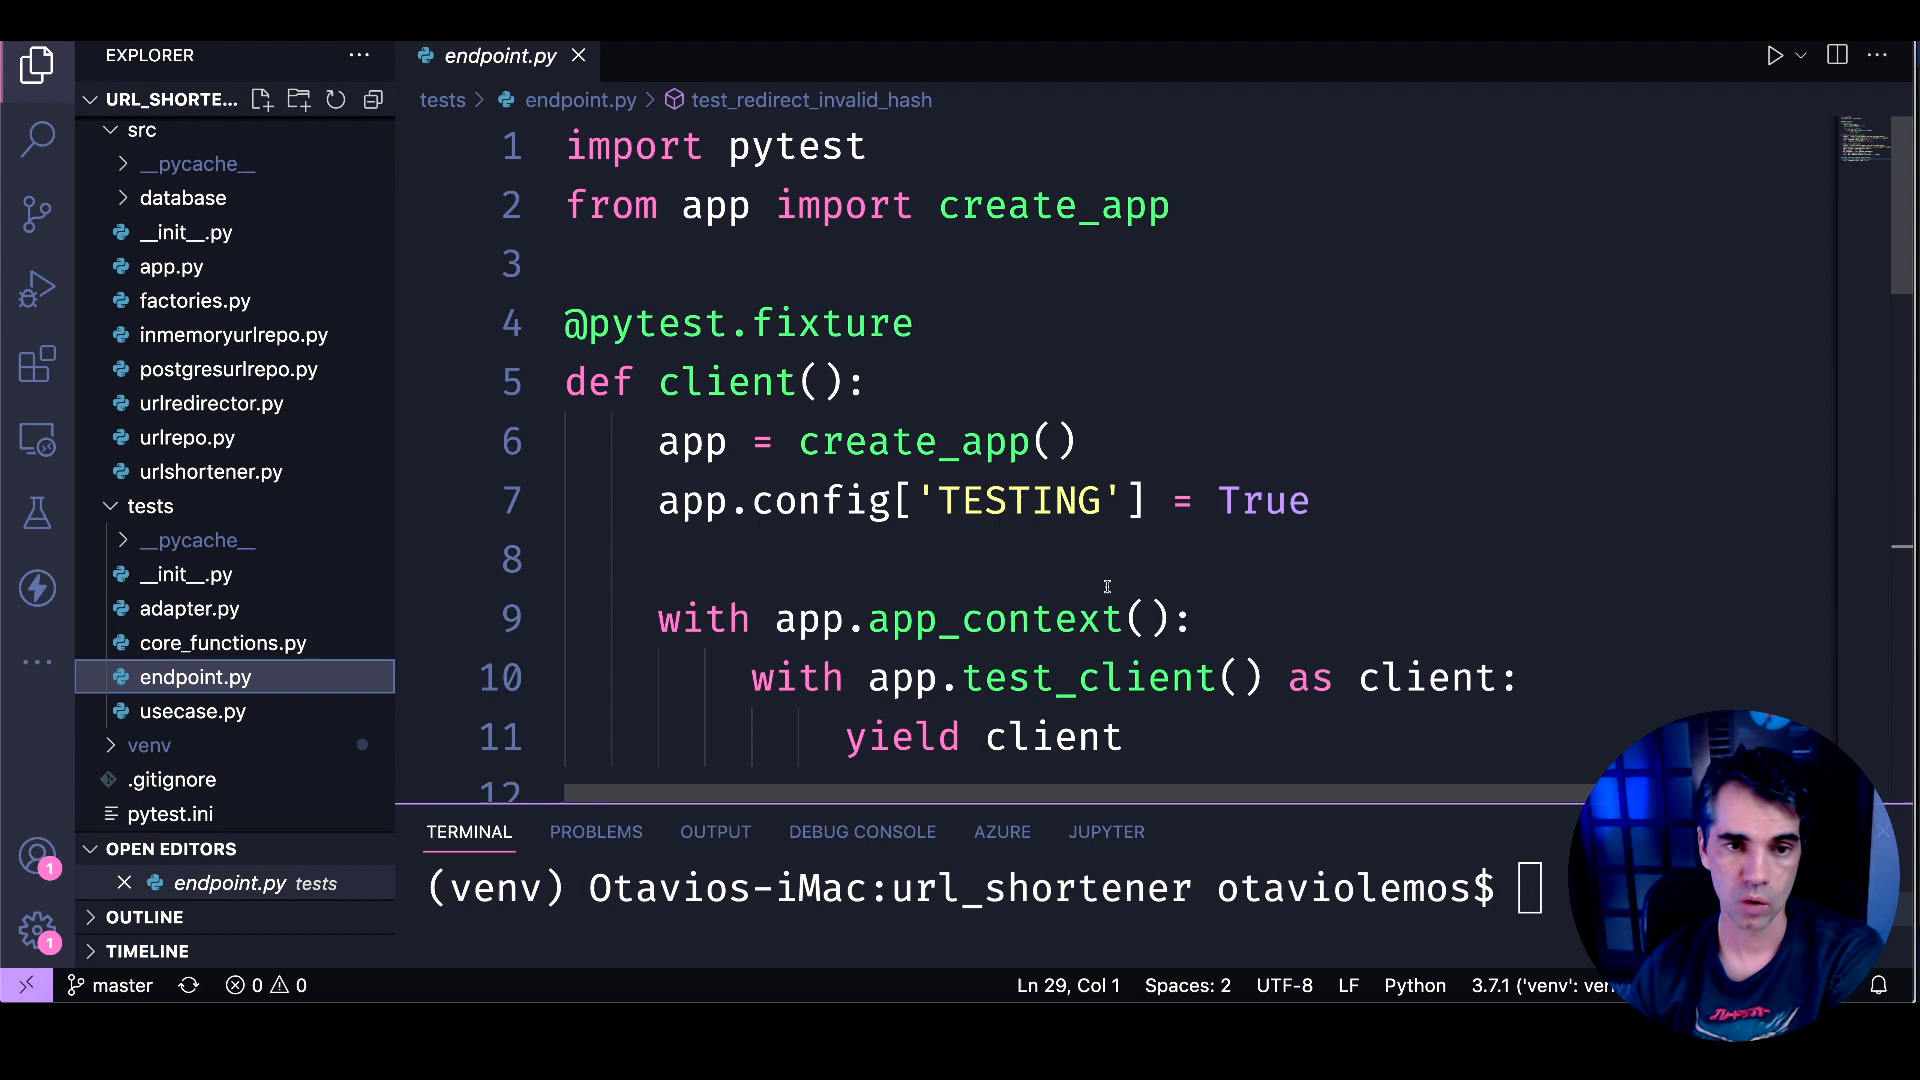 EXPLORER
URL_SHORTE...
src
__pycache__
database
__init__.py
app.py
factories.py
inmemoryurlrepo.py
postgresurlrepo.py
urlredirector.py
urlrepo.py
urlshortener.py
tests
__pycache__
__init__.py
adapter.py
core_functions.py
endpoint.py
usecase.py
venv
.gitignore
pytest.ini
OPEN EDITORS
endpoint.py tests
OUTLINE
TIMELINE
1
1
endpoint.py
tests > endpoint.py > test_redirect_invalid_hash
1 import pytest
2 from app import create_app
3
4 @pytest.fixture
5 def client():
6 app = create_app()
7 app.config['TESTING'] = True
8
9 with app.app_context():
10 with app.test_client() as client:
11 yield client
12
TERMINAL PROBLEMS OUTPUT DEBUG CONSOLE AZURE JUPYTER
(venv) Otavios-iMac:url_shortener otaviolemos$
master 0 0 Ln 29, Col 1 Spaces: 2 UTF-8 LF Python 3.7.1 ('venv':